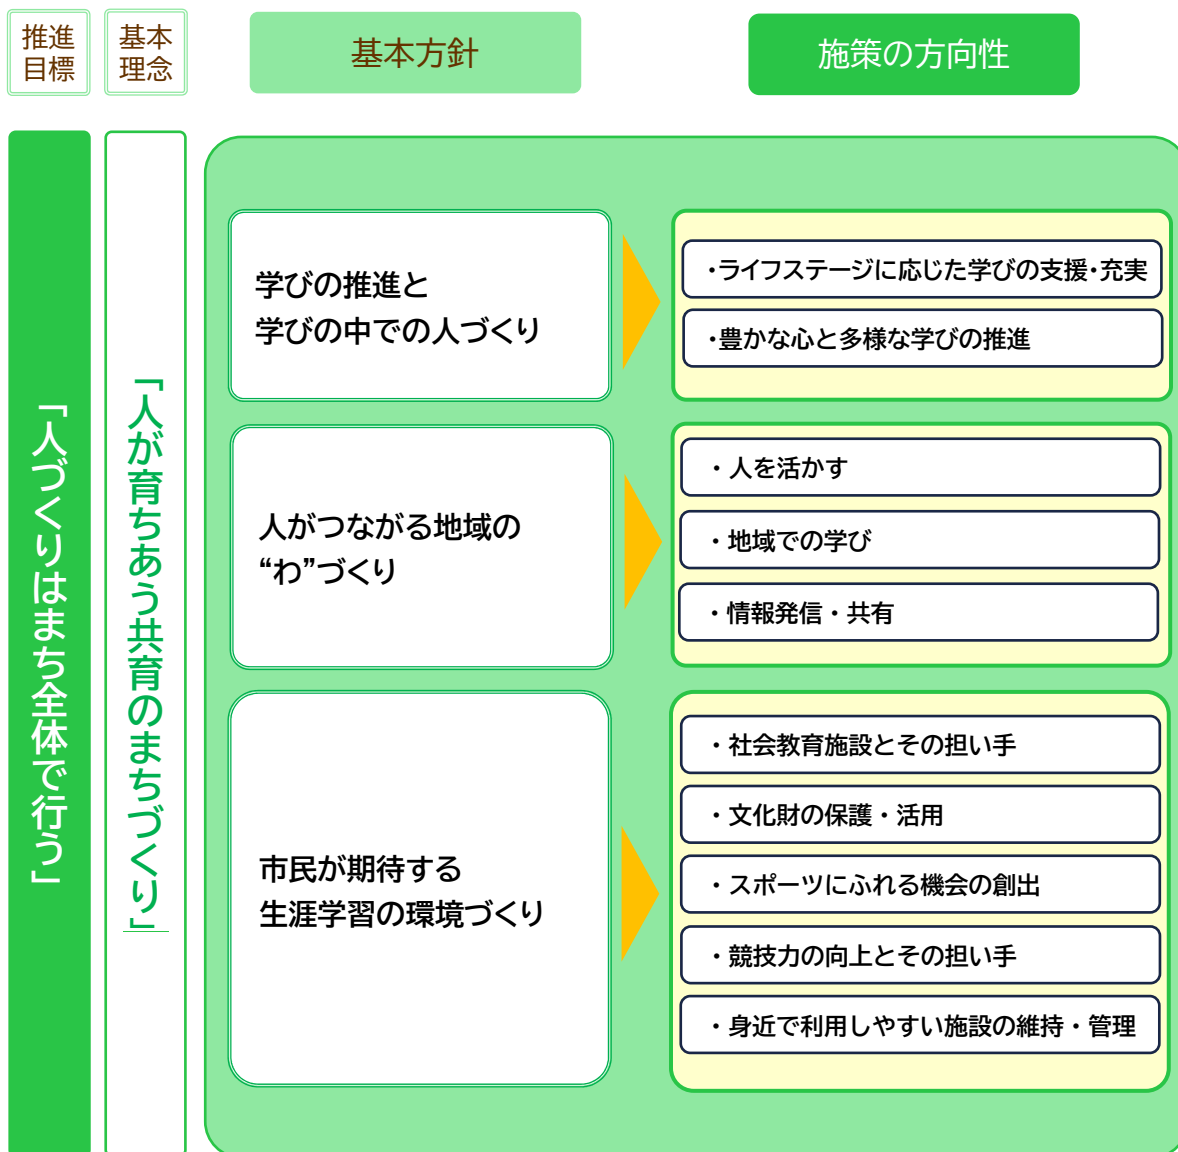 推進
目標
基本
理念
基本方針
施策の方向性
「人づくりはまち全体で行う」
「人が育ちあう共育のまちづくり」
学びの推進と
学びの中での人づくり
・ライフステージに応じた学びの支援・充実
・豊かな心と多様な学びの推進
人がつながる地域の
“わ”づくり
・人を活かす
・地域での学び
・情報発信・共有
市民が期待する
生涯学習の環境づくり
・社会教育施設とその担い手
・文化財の保護・活用
・スポーツにふれる機会の創出
・競技力の向上とその担い手
・身近で利用しやすい施設の維持・管理